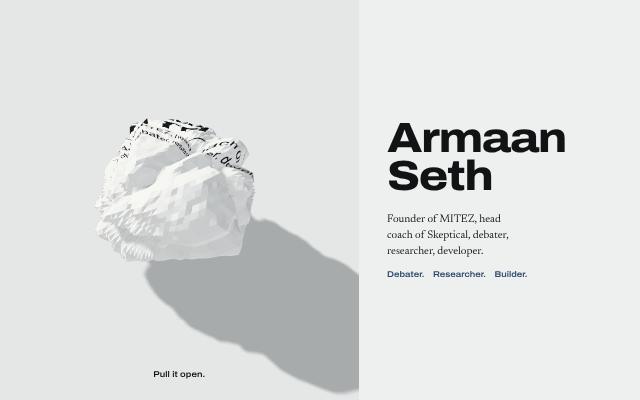 Armaan
Seth
Founder of MITEZ, head
coach of Skeptical, debater,
researcher, developer.
Debater. Researcher. Builder.
Pull it open.